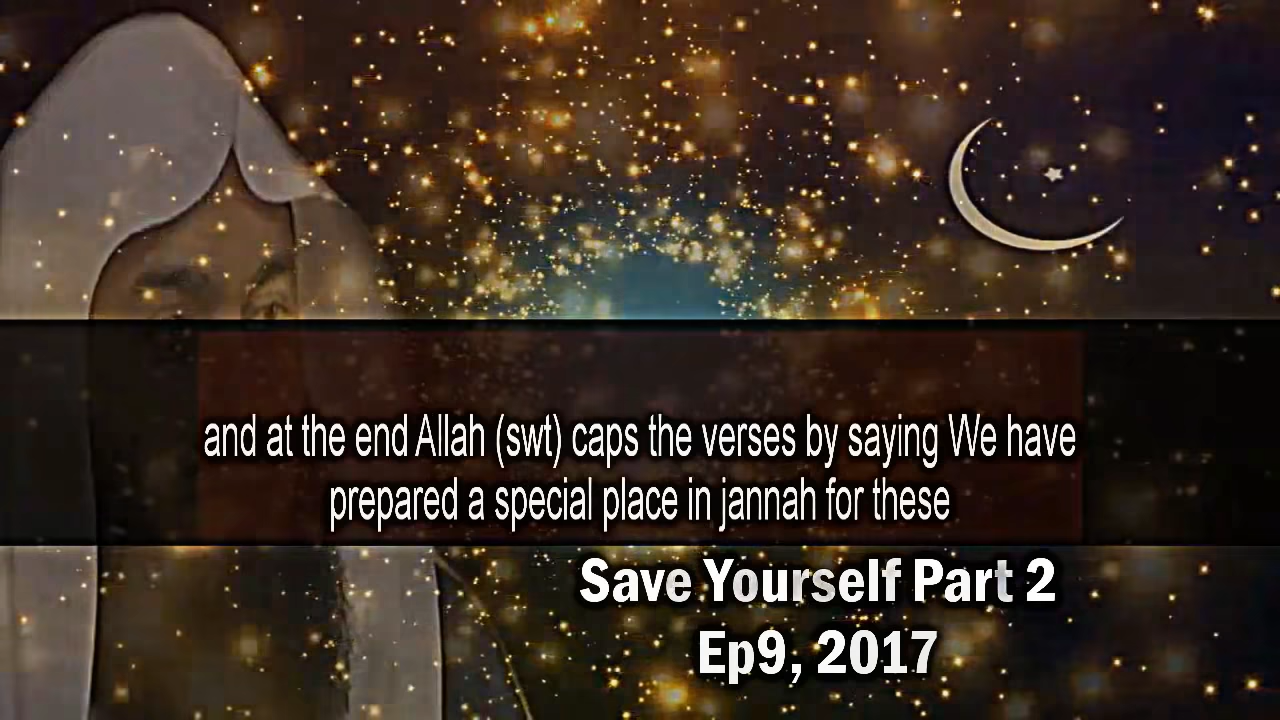 and at the end Allah (swt) caps the verses by saying We have
prepared a special place in jannah for these
Save Yourself Part 2
Ep9, 2017